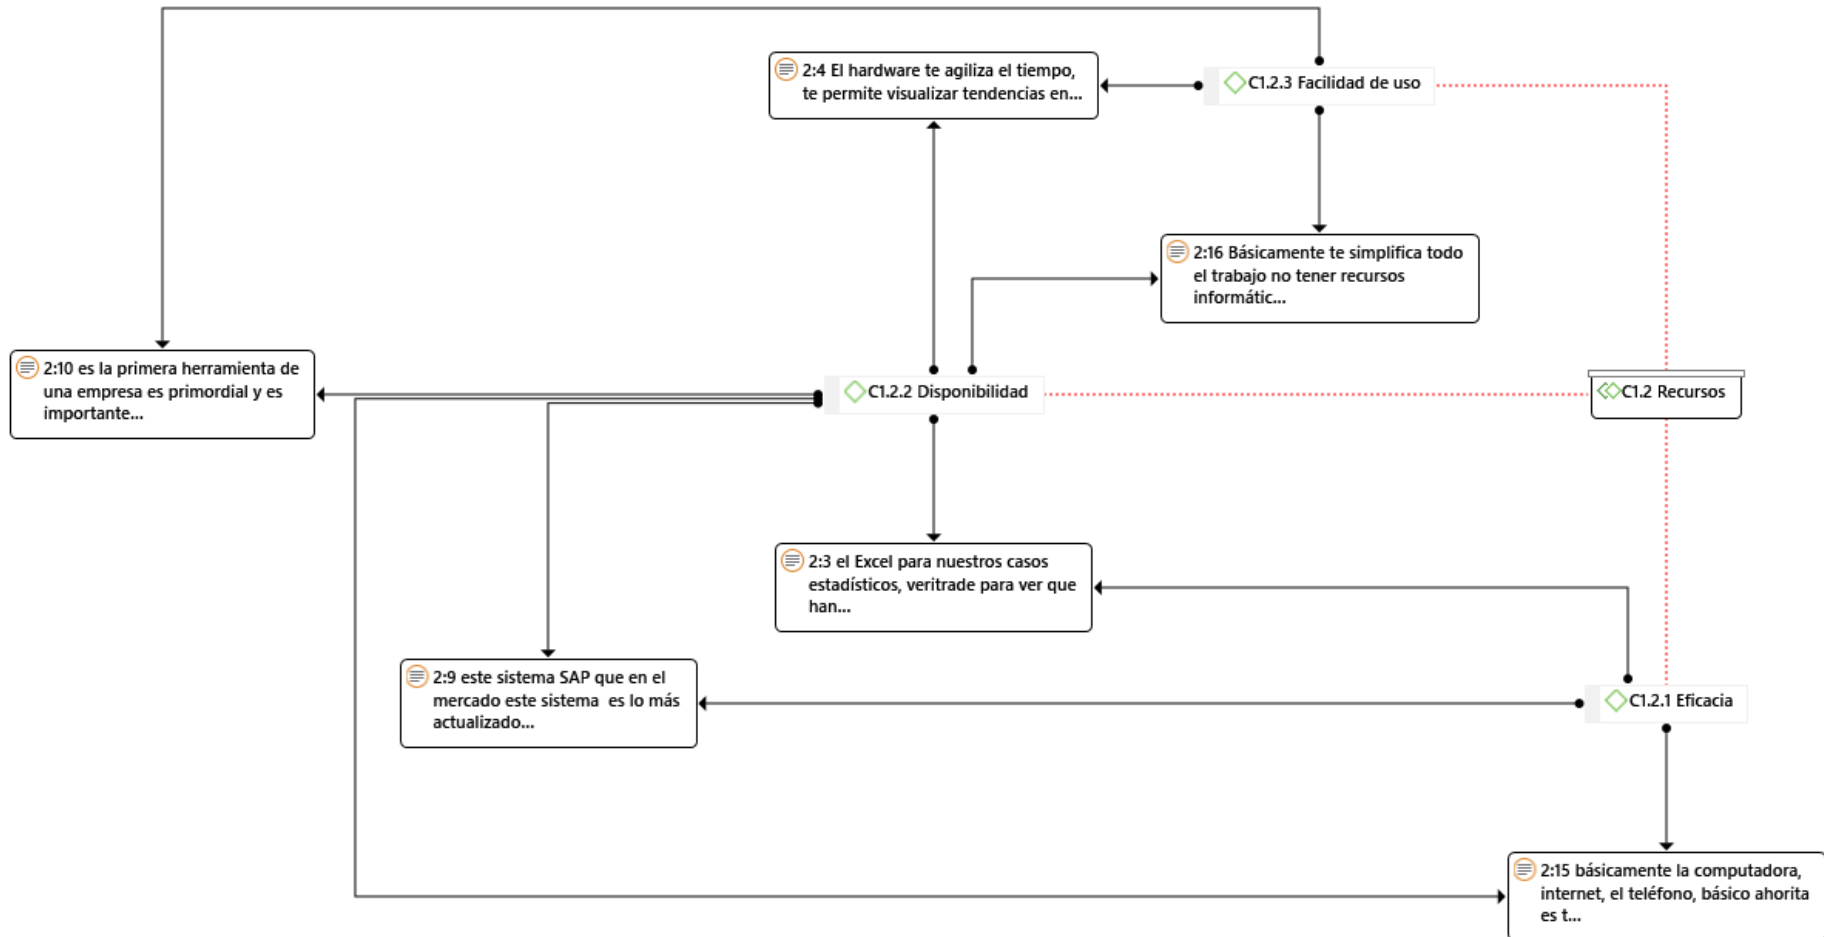 2:4 El hardware te agiliza el tiempo,
te permite visualizar tendencias en...
C1.2.3 Facilidad de uso
2:16 Básicamente te simplifica todo
el trabajo no tener recursos
informátic...
2:10 es la primera herramienta de
una empresa es primordial y es
importante...
C1.2.2 Disponibilidad
C1.2 Recursos
2:3 el Excel para nuestros casos
estadísticos, veritrade para ver que
han...
2:9 este sistema SAP que en el
mercado este sistema es lo más
actualizado...
C1.2.1 Eficacia
2:15 básicamente la computadora,
internet, el teléfono, básico ahorita
es t...